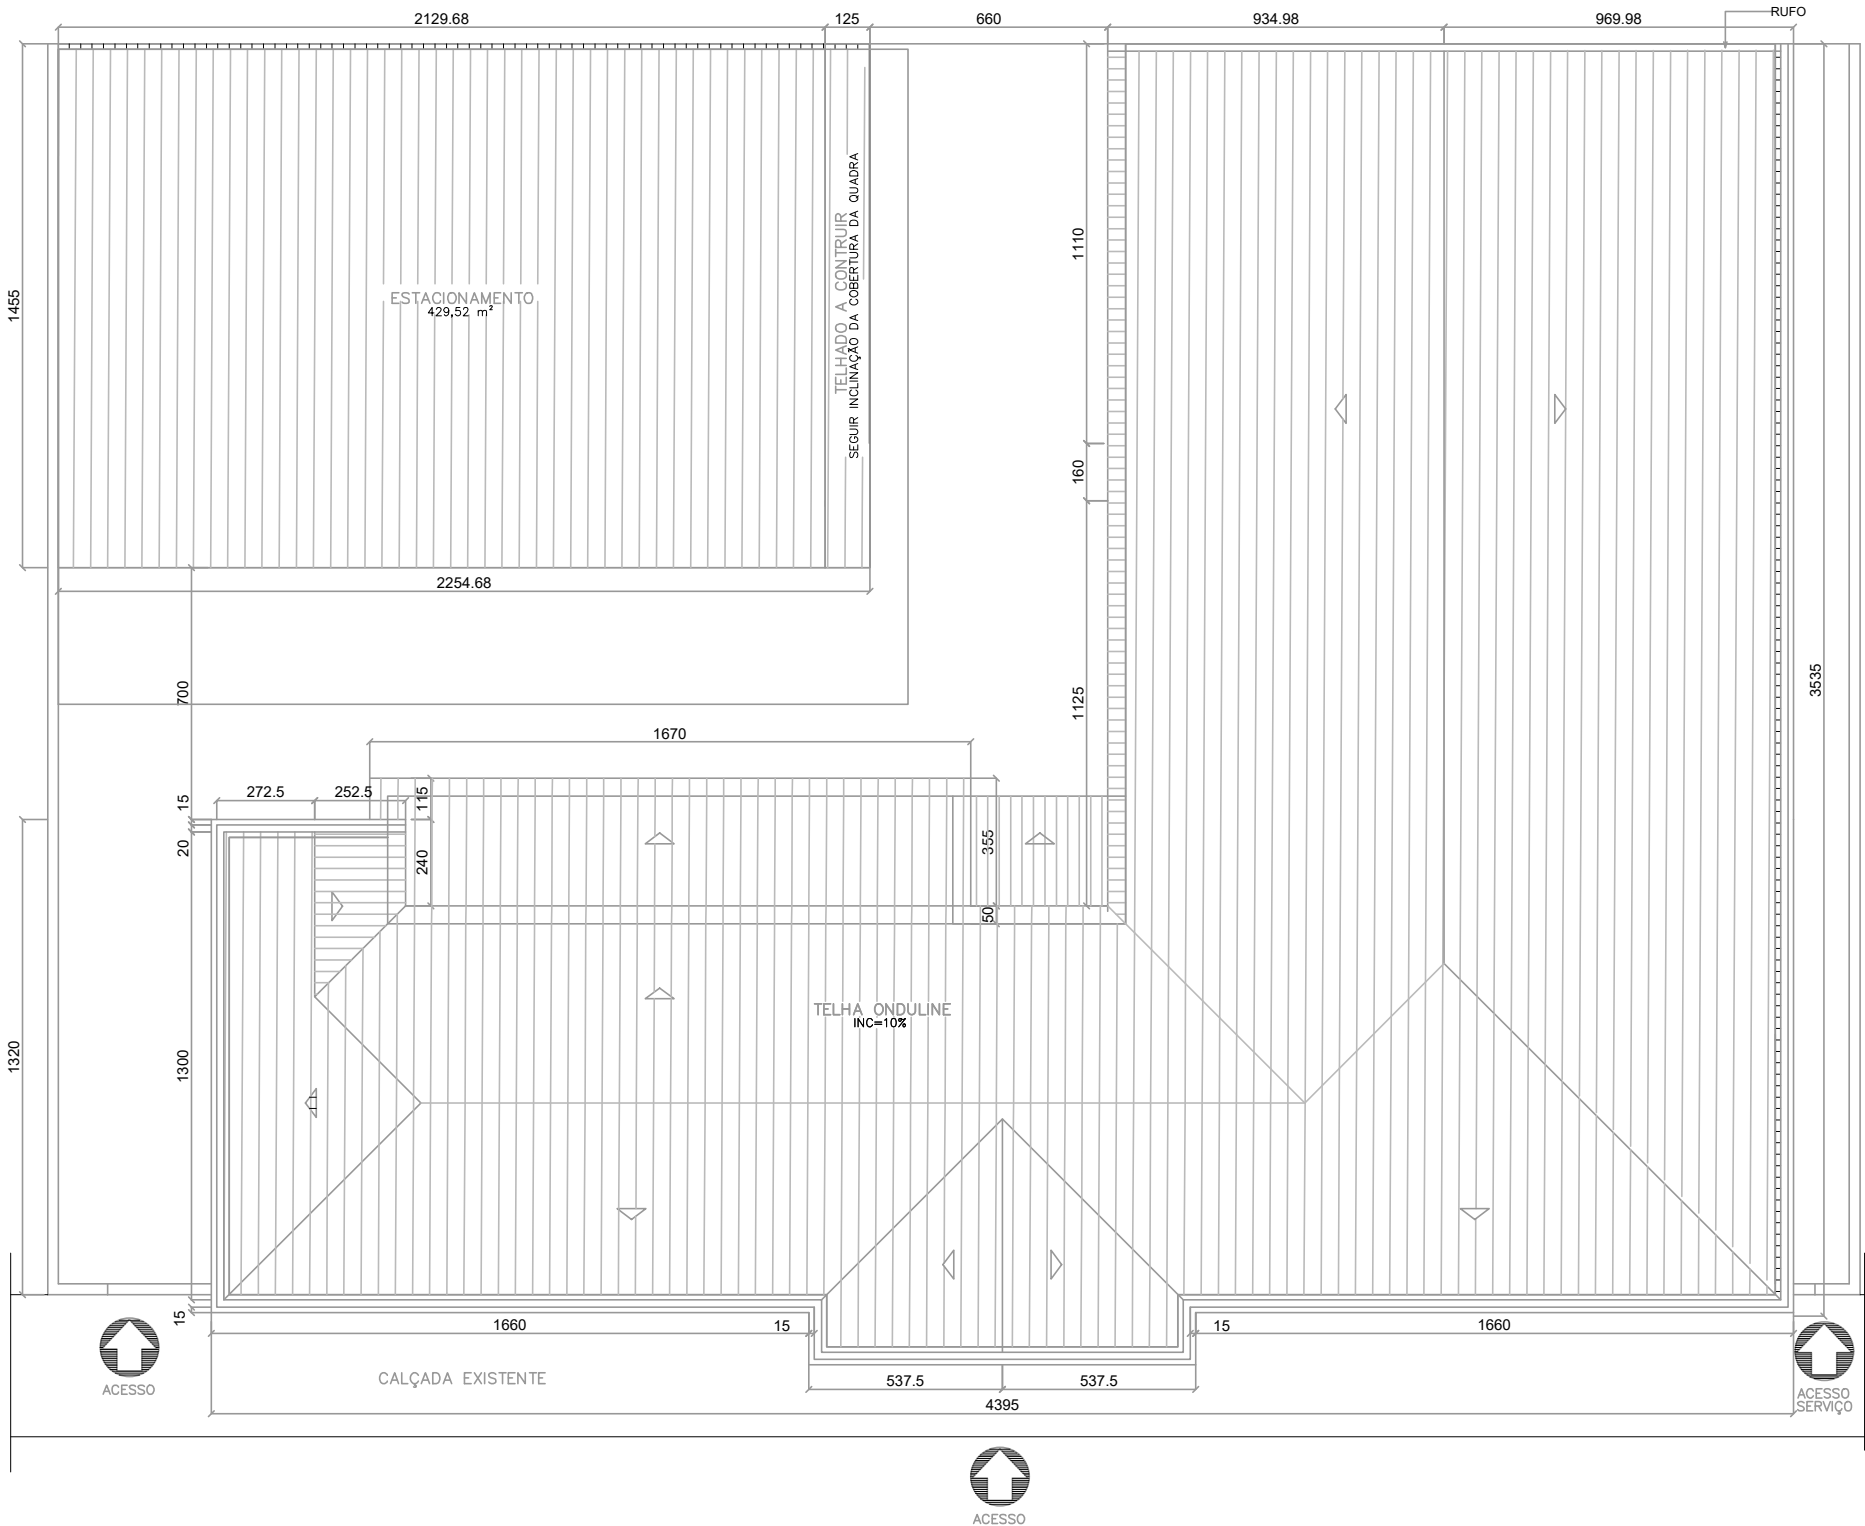 2129.68
125
660
934.98
969.98
RUFO
1455
ESTACIONAMENTO
429,52 m²
TELHADO A CONTRUIR
SEGUIR INCLINAÇÃO DA COBERTURA DA QUADRA
1110
160
1125
3535
2254.68
700
1670
272.5
252.5
115
15
20
240
355
50
TELHA ONDULINE
INC=10%
1320
1300
15
1660
15
15
1660
537.5
537.5
CALÇADA EXISTENTE
4395
ACESSO
ACESSO
SERVIÇO
ACESSO